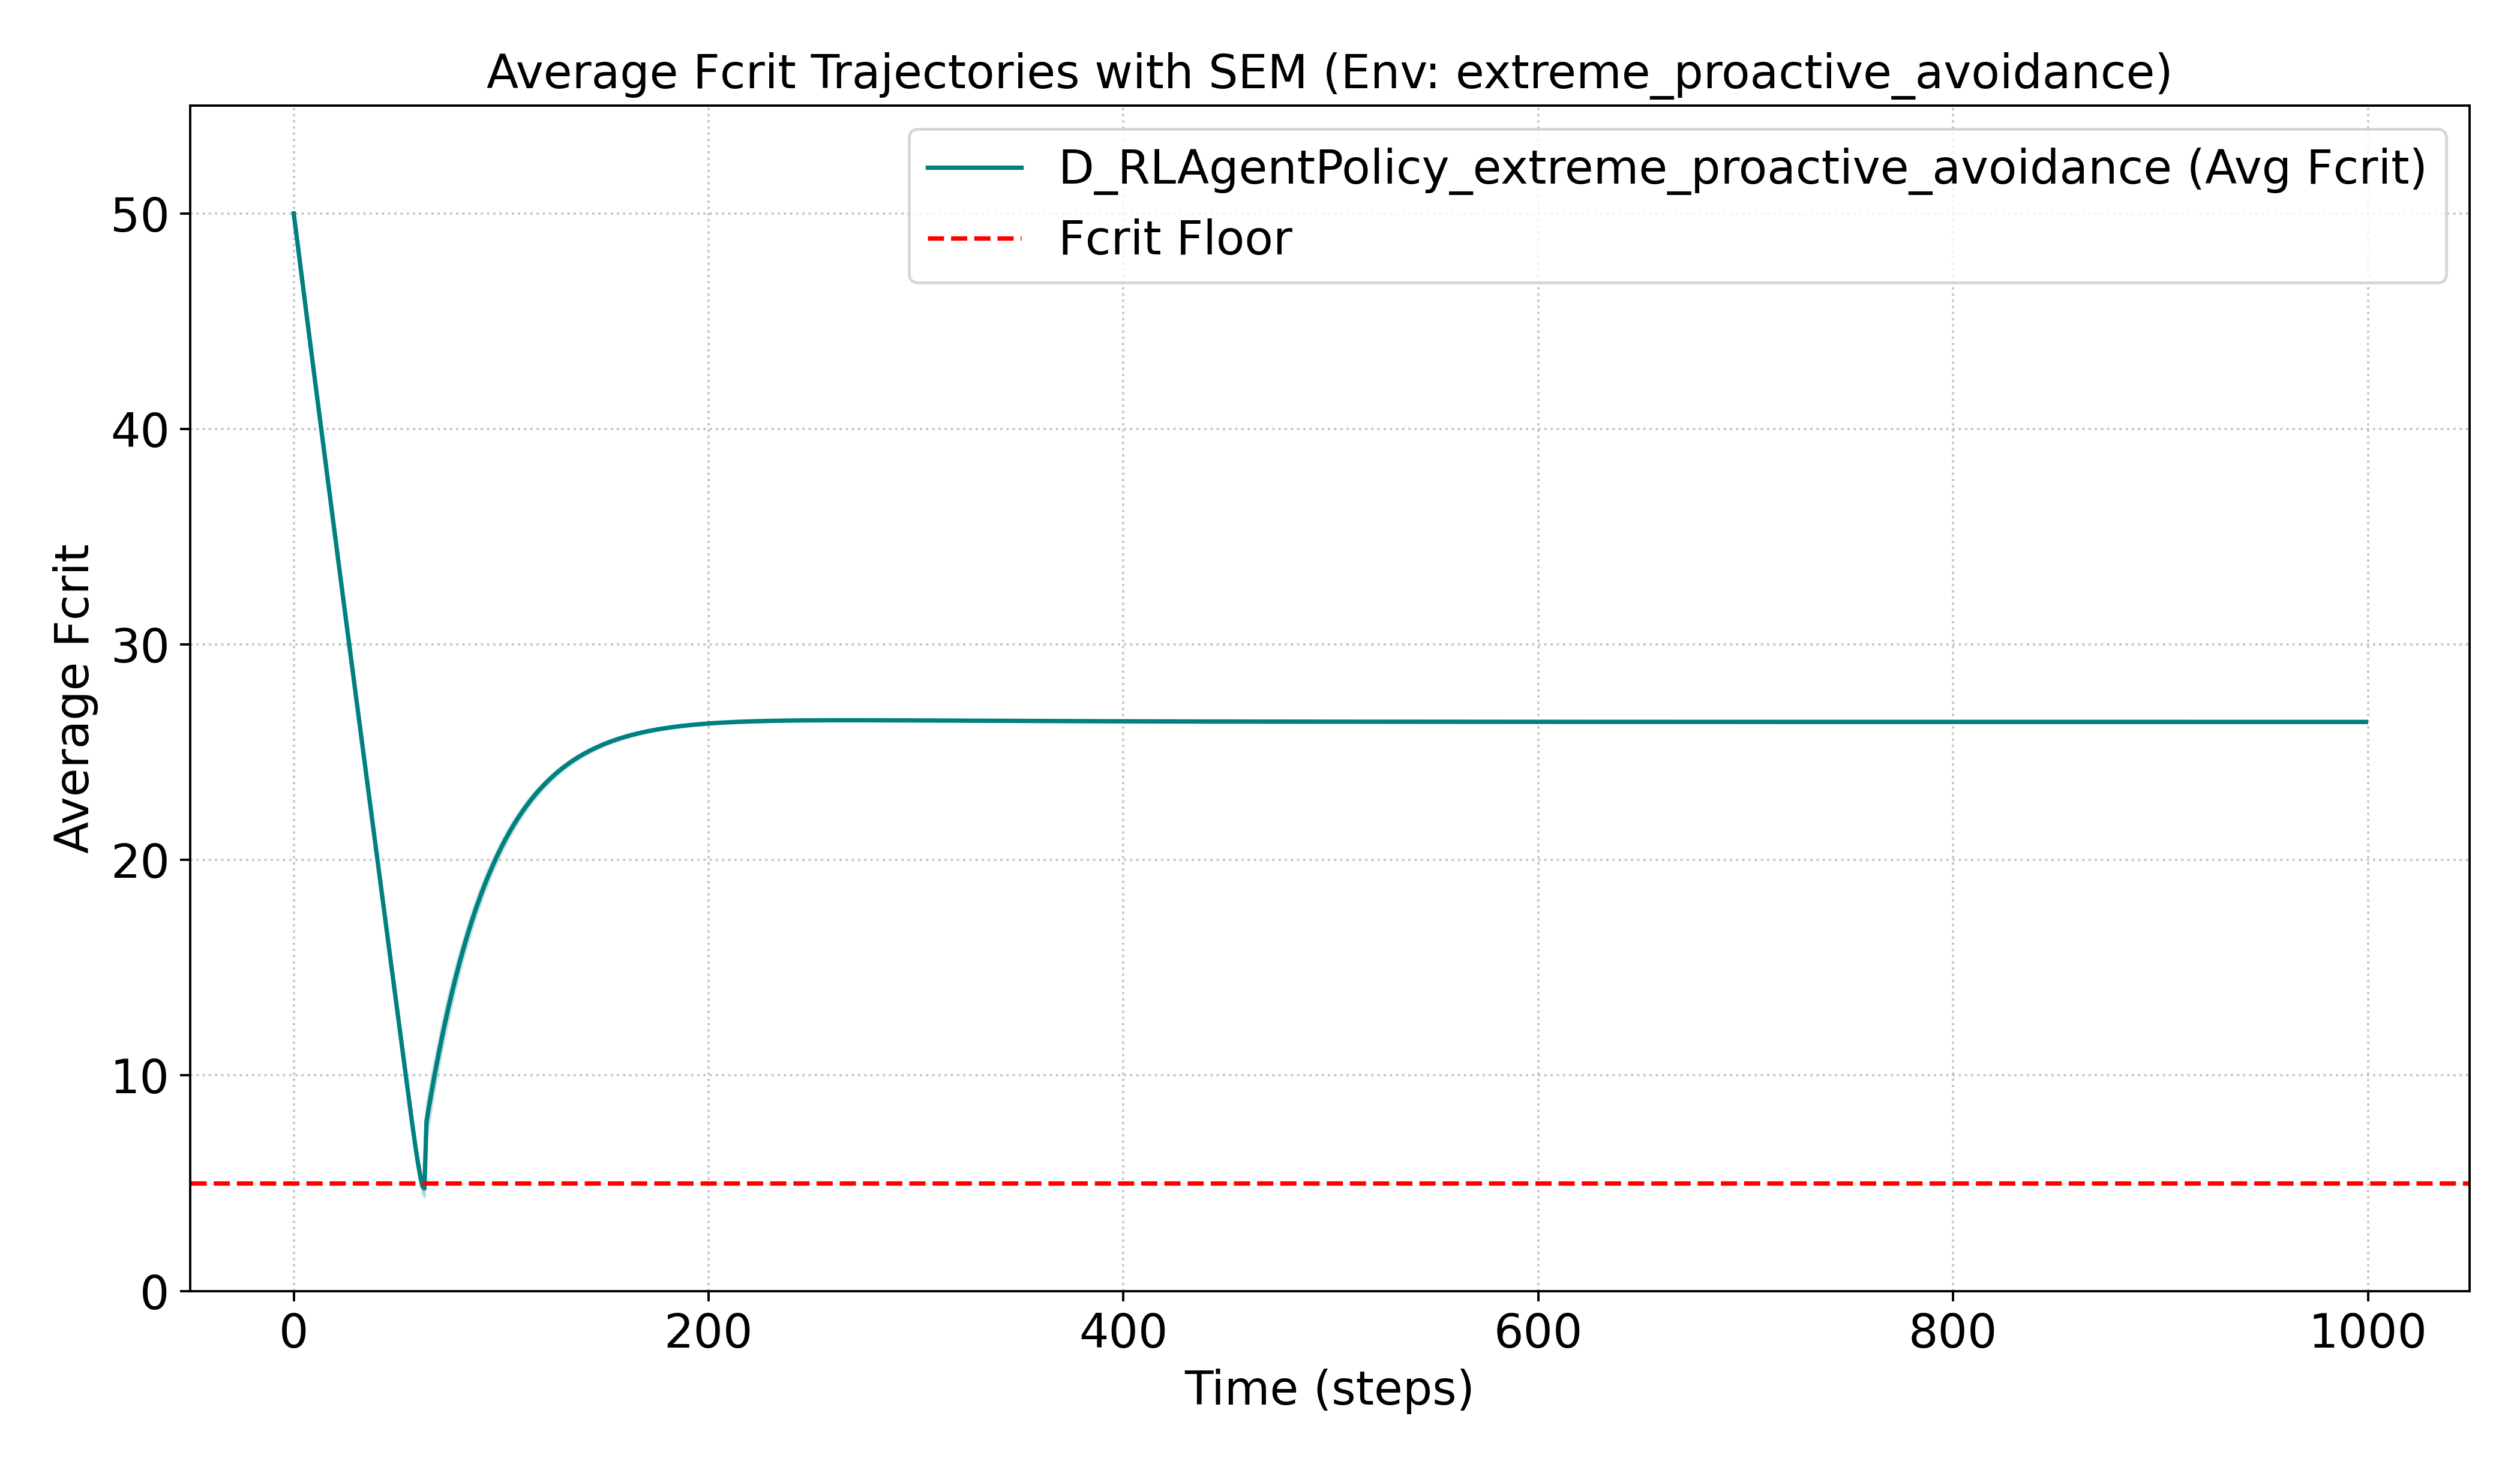 Average Fcrit Trajectories with SEM (Env: extreme_proactive_avoidance)
D_RLAgentPolicy_extreme_proactive_avoidance (Avg Fcrit)
Fcrit Floor
Average Fcrit
50
40
30
20
10
0
0 200 400 600 800 1000
Time (steps)